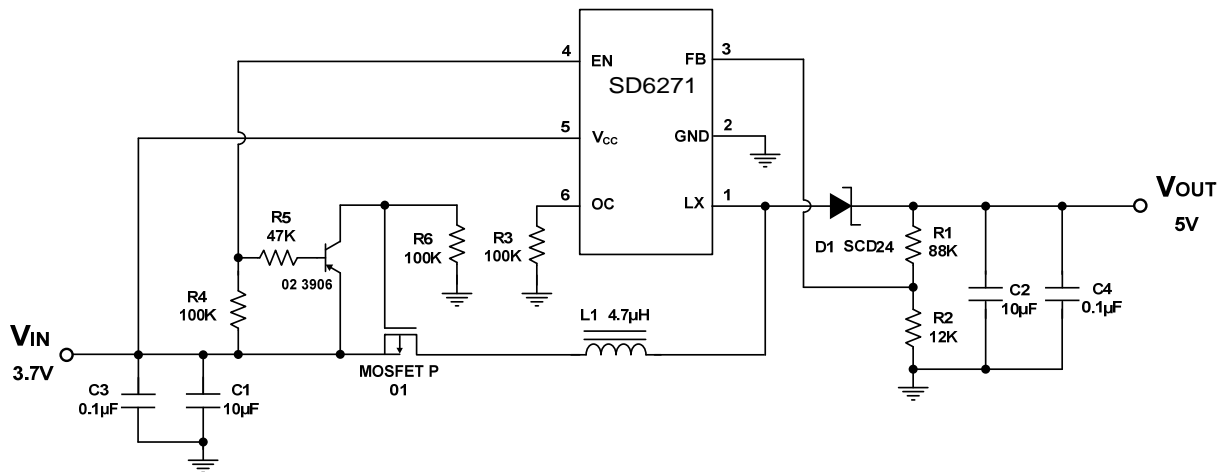 SD6271
4
EN
5
VCC
6
OC
3
FB
2
GND
1
LX
R5
47K
02 3906
R4
100K
R6
100K
R3
100K
VIN
3.7V
C3
0.1µF
C1
10µF
MOSFET P
01
L1 4.7µH
D1 SCD24
R1
88K
R2
12K
C2
10µF
C4
0.1µF
VOUT
5V